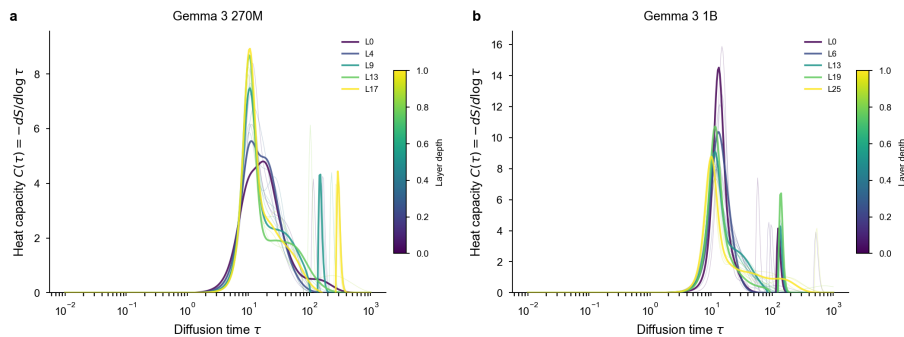 a
Gemma 3 270M
Heat capacity C(τ) = −dS/dlog τ
8
6
4
2
0
10⁻²
10⁻¹
10⁰
10¹
10²
10³
Diffusion time τ
L0
L4
L9
L13
L17
1.0
0.8
0.6
0.4
0.2
0.0
Layer depth
b
Gemma 3 1B
Heat capacity C(τ) = −dS/dlog τ
16
14
12
10
8
6
4
2
0
10⁻²
10⁻¹
10⁰
10¹
10²
10³
Diffusion time τ
L0
L6
L13
L19
L25
1.0
0.8
0.6
0.4
0.2
0.0
Layer depth